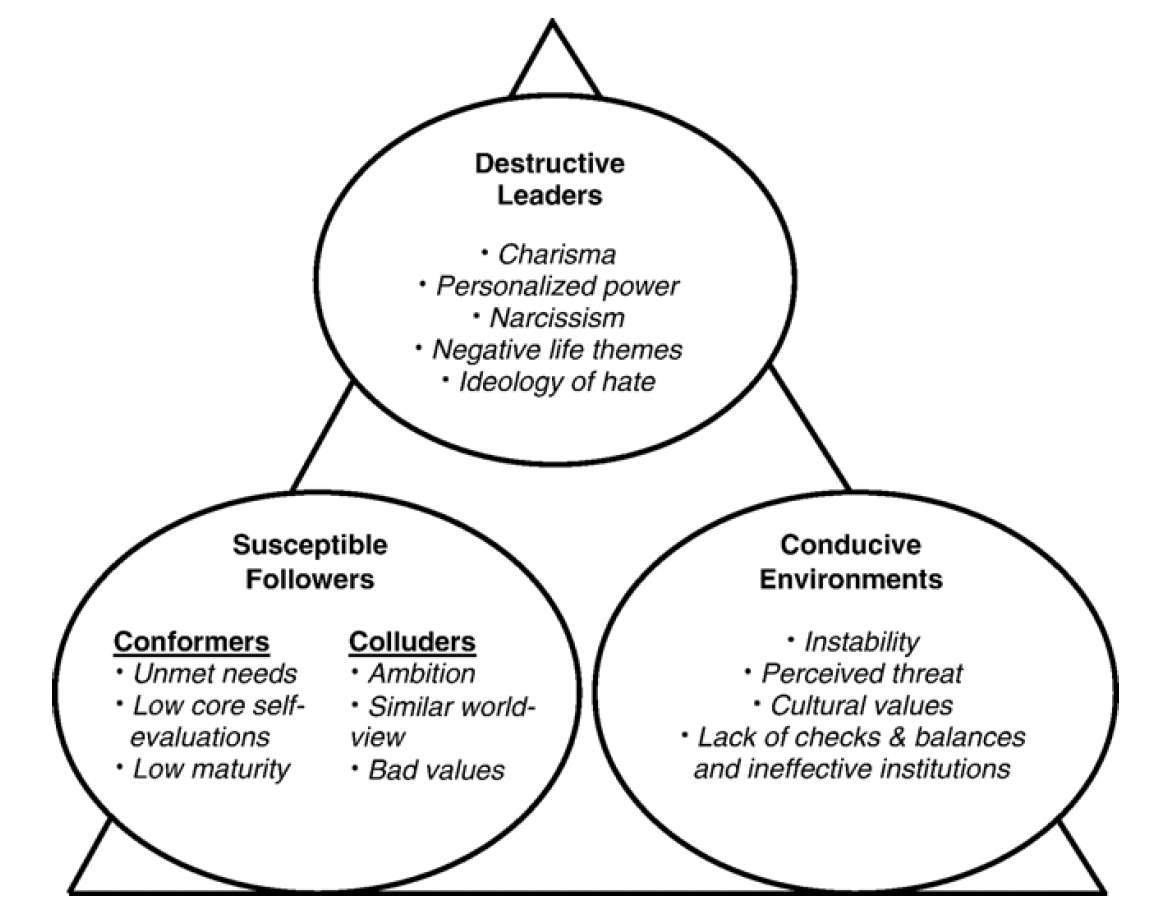 Destructive
Leaders
• Charisma
• Personalized power
• Narcissism
• Negative life themes
• Ideology of hate
Susceptible
Followers
Conformers
• Unmet needs
• Low core self-
evaluations
• Low maturity
Colluders
• Ambition
• Similar world-
view
• Bad values
Conducive
Environments
• Instability
• Perceived threat
• Cultural values
• Lack of checks & balances
and ineffective institutions